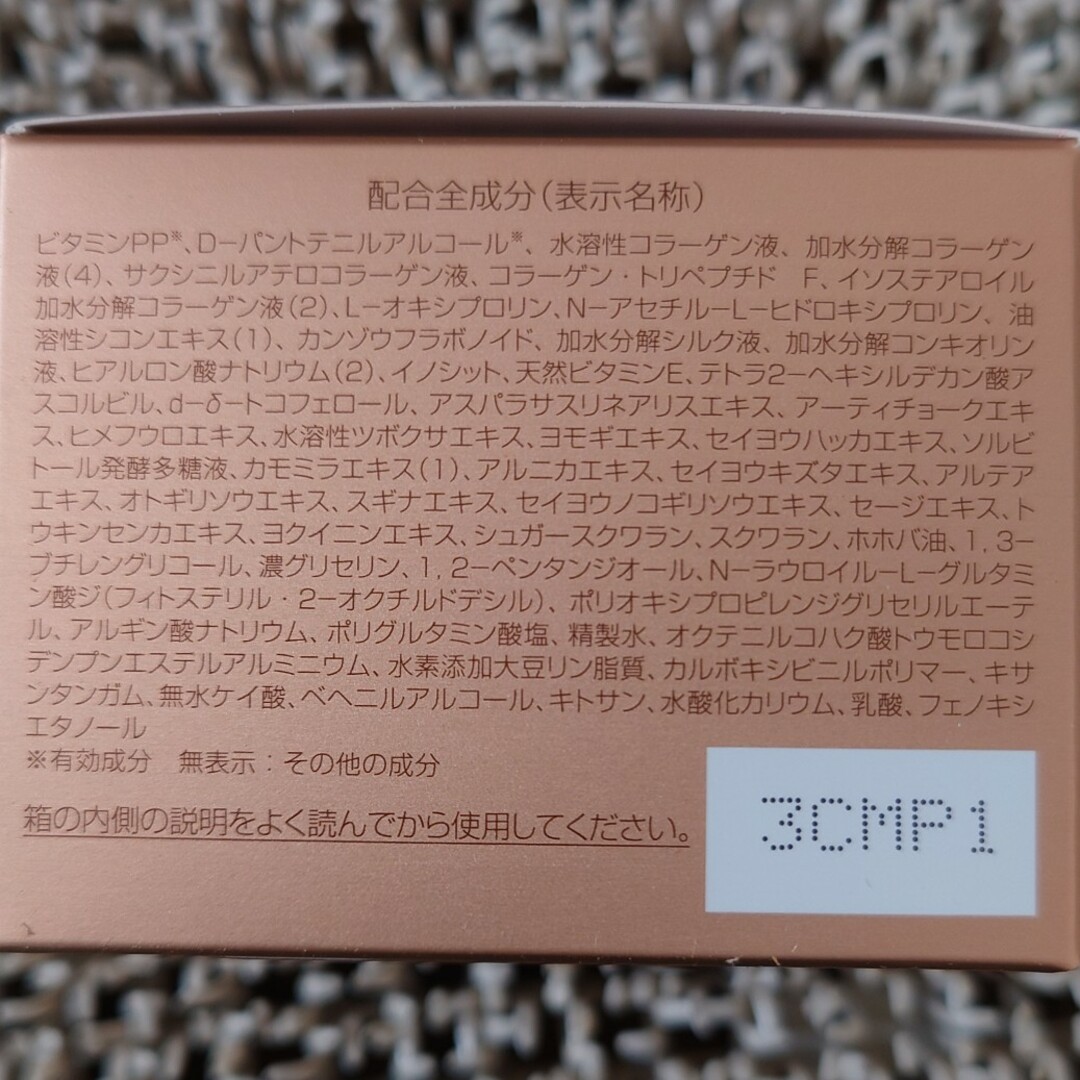 配合全成分(表示名称)
ビタミンPP※、D−パントテニルアルコール※、水溶性コラーゲン液、加水分解コラーゲン
液(4)、サクシニルアテロコラーゲン液、コラーゲン・トリペプチド　F、イソステアロイル
加水分解コラーゲン液(2)、L−オキシプロリン、N−アセチル−L−ヒドロキシプロリン、油
溶性シコンエキス(1)、カンゾウフラボノイド、加水分解シルク液、加水分解コンキオリン
液、ヒアルロン酸ナトリウム(2)、イノシット、天然ビタミンE、テトラ2−ヘキシルデカン酸ア
スコルビル、d−δ−トコフェロール、アスパラサスリネアリスエキス、アーティチョークエキ
ス、ヒメフウロエキス、水溶性ツボクサエキス、ヨモギエキス、セイヨウハッカエキス、ソルビ
トール発酵多糖液、カモミラエキス(1)、アルニカエキス、セイヨウキズタエキス、アルテア
エキス、オトギリソウエキス、スギナエキス、セイヨウノコギリソウエキス、セージエキス、ト
ウキンセンカエキス、ヨクイニンエキス、シュガースクワラン、スクワラン、ホホバ油、1,3−
ブチレングリコール、濃グリセリン、1,2−ペンタンジオール、N−ラウロイル−L−グルタミ
ン酸ジ(フィトステリル・2−オクチルドデシル)、ポリオキシプロピレンジグリセリルエーテ
ル、アルギン酸ナトリウム、ポリグルタミン酸塩、精製水、オクテニルコハク酸トウモロコシ
デンプンエステルアルミニウム、水素添加大豆リン脂質、カルボキシビニルポリマー、キサ
ンタンガム、無水ケイ酸、ベヘニルアルコール、キトサン、水酸化カリウム、乳酸、フェノキシ
エタノール
※有効成分　無表示：その他の成分
箱の内側の説明をよく読んでから使用してください。
3CMP1